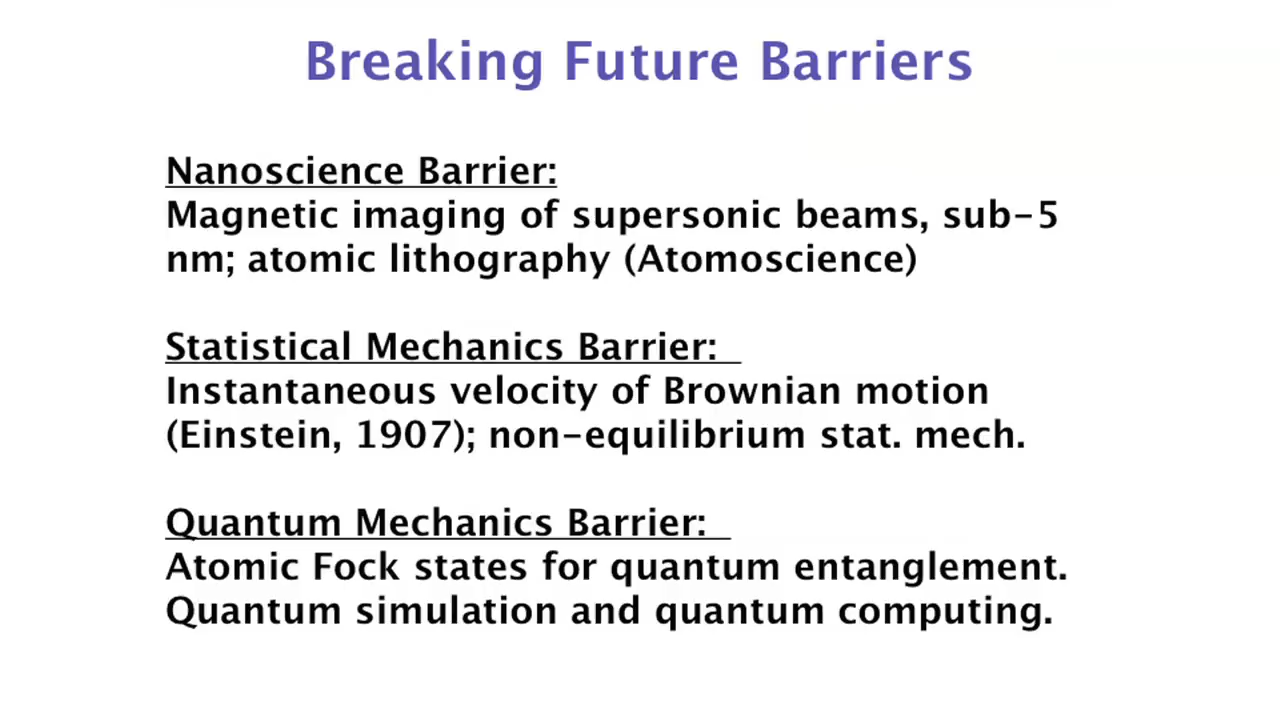 Breaking Future Barriers
Nanoscience Barrier:
Magnetic imaging of supersonic beams, sub-5
nm; atomic lithography (Atomoscience)
Statistical Mechanics Barrier:
Instantaneous velocity of Brownian motion
(Einstein, 1907); non-equilibrium stat. mech.
Quantum Mechanics Barrier:
Atomic Fock states for quantum entanglement.
Quantum simulation and quantum computing.